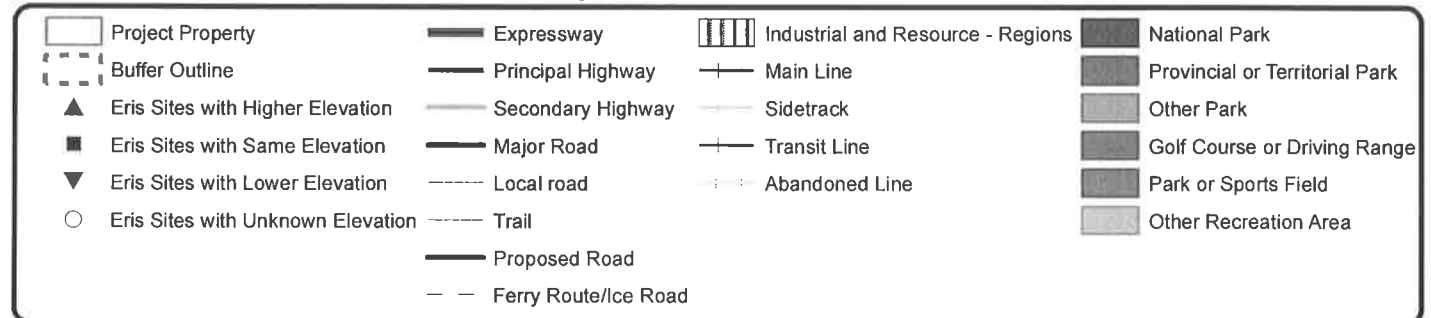 Project Property
Buffer Outline
Eris Sites with Higher Elevation
Eris Sites with Same Elevation
Eris Sites with Lower Elevation
Eris Sites with Unknown Elevation
Expressway
Principal Highway
Secondary Highway
Major Road
Local road
Trail
Proposed Road
Ferry Route/Ice Road
Industrial and Resource - Regions
Main Line
Sidetrack
Transit Line
Abandoned Line
National Park
Provincial or Territorial Park
Other Park
Golf Course or Driving Range
Park or Sports Field
Other Recreation Area